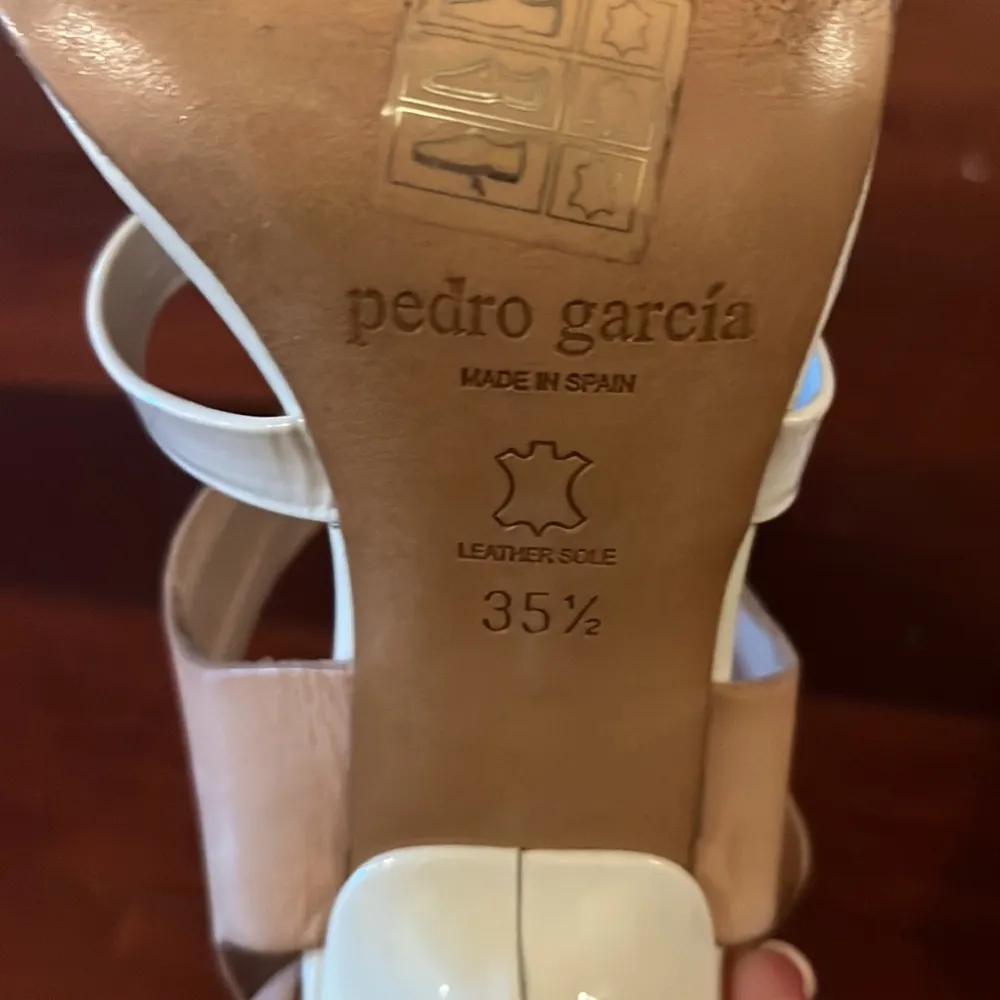 pedro garcía
MADE IN SPAIN
LEATHER SOLE
35½